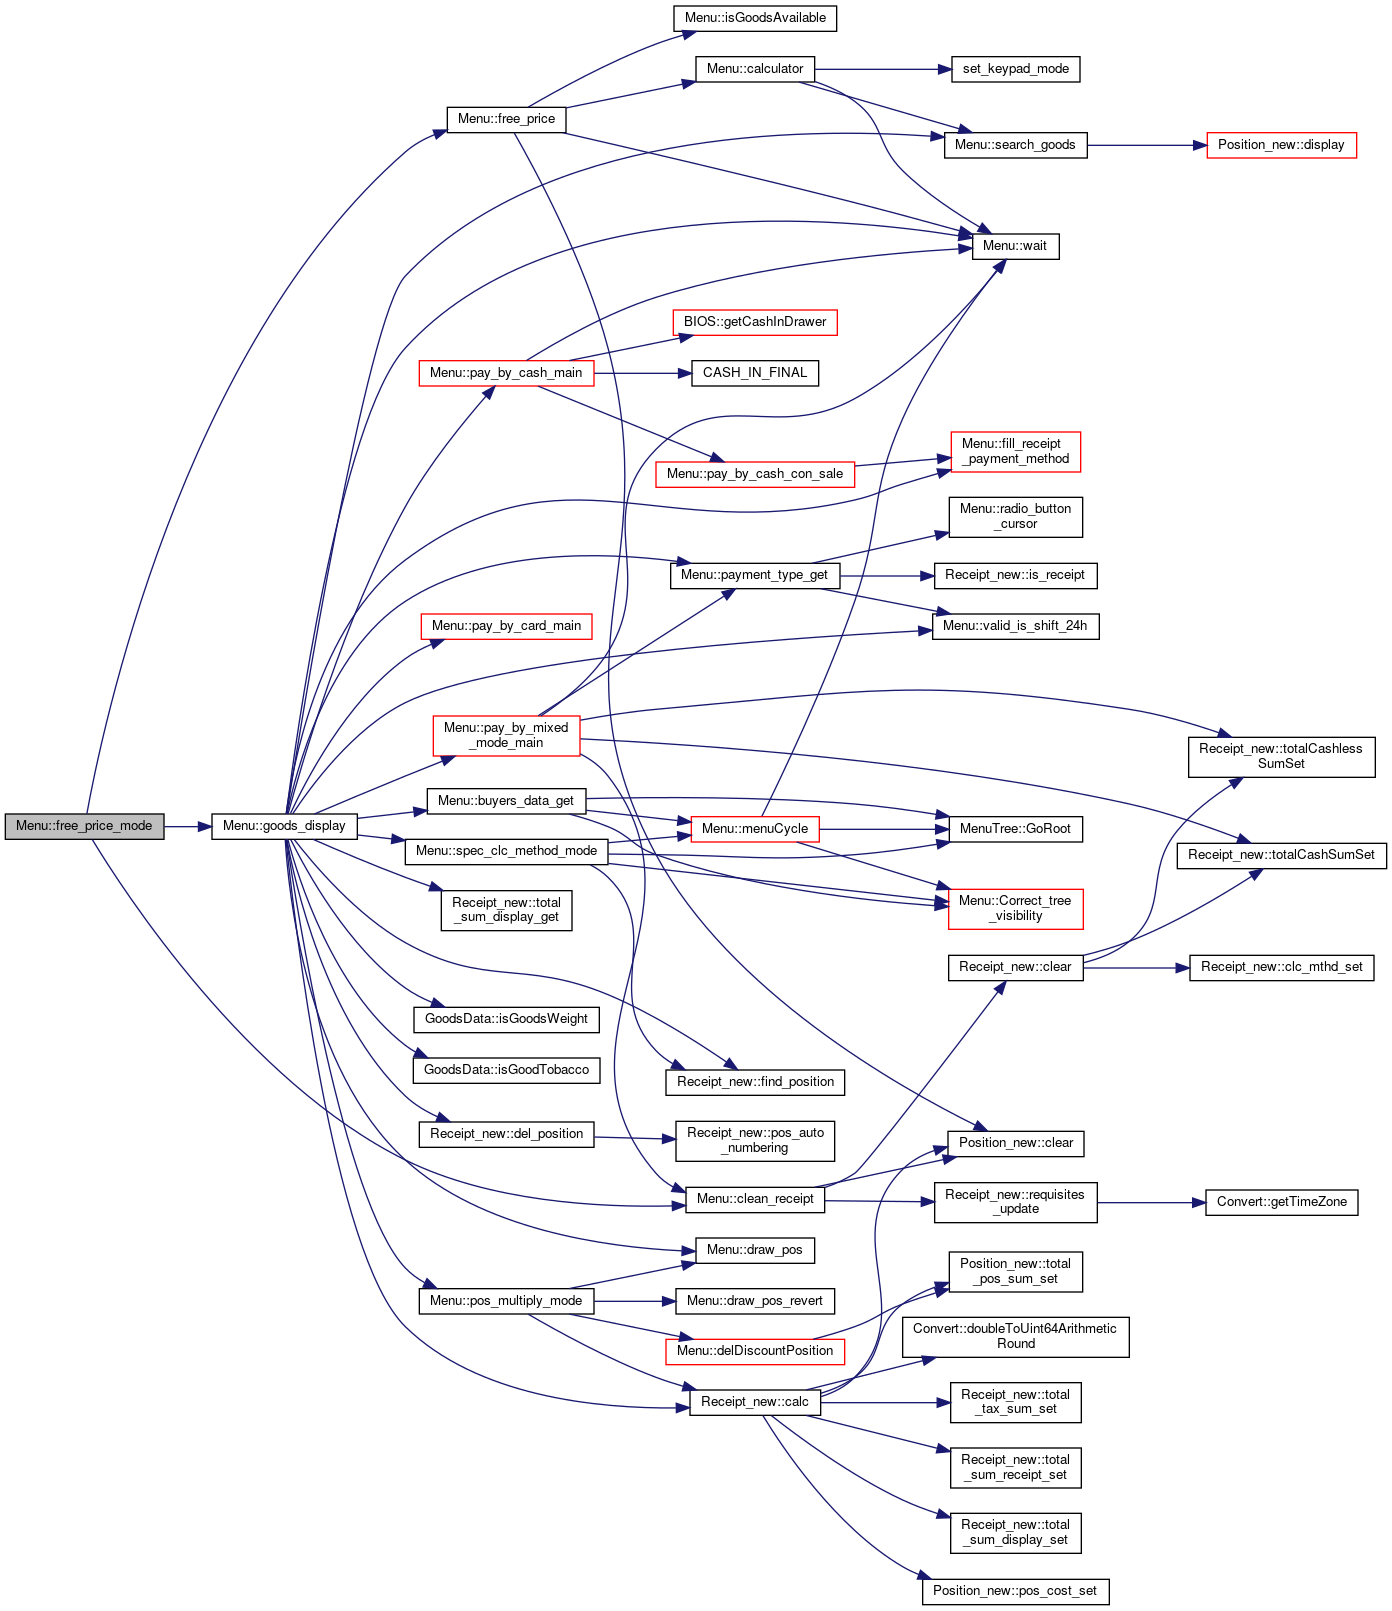 Menu::isGoodsAvailable
Menu::calculator
set_keypad_mode
Menu::free_price
Menu::search_goods
Position_new::display
Menu::wait
BIOS::getCashInDrawer
Menu::pay_by_cash_main
CASH_IN_FINAL
Menu::fill_receipt
_payment_method
Menu::pay_by_cash_con_sale
Menu::radio_button
_cursor
Menu::payment_type_get
Receipt_new::is_receipt
Menu::pay_by_card_main
Menu::valid_is_shift_24h
Menu::pay_by_mixed
_mode_main
Receipt_new::totalCashless
SumSet
Menu::buyers_data_get
Menu::free_price_mode
Menu::goods_display
Menu::menuCycle
MenuTree::GoRoot
Menu::spec_clc_method_mode
Receipt_new::totalCashSumSet
Receipt_new::total
_sum_display_get
Menu::Correct_tree
_visibility
Receipt_new::clear
Receipt_new::clc_mthd_set
GoodsData::isGoodsWeight
GoodsData::isGoodTobacco
Receipt_new::find_position
Receipt_new::del_position
Receipt_new::pos_auto
_numbering
Position_new::clear
Menu::clean_receipt
Receipt_new::requisites
_update
Convert::getTimeZone
Menu::draw_pos
Position_new::total
_pos_sum_set
Menu::pos_multiply_mode
Menu::draw_pos_revert
Convert::doubleToUint64Arithmetic
Round
Menu::delDiscountPosition
Receipt_new::calc
Receipt_new::total
_tax_sum_set
Receipt_new::total
_sum_receipt_set
Receipt_new::total
_sum_display_set
Position_new::pos_cost_set